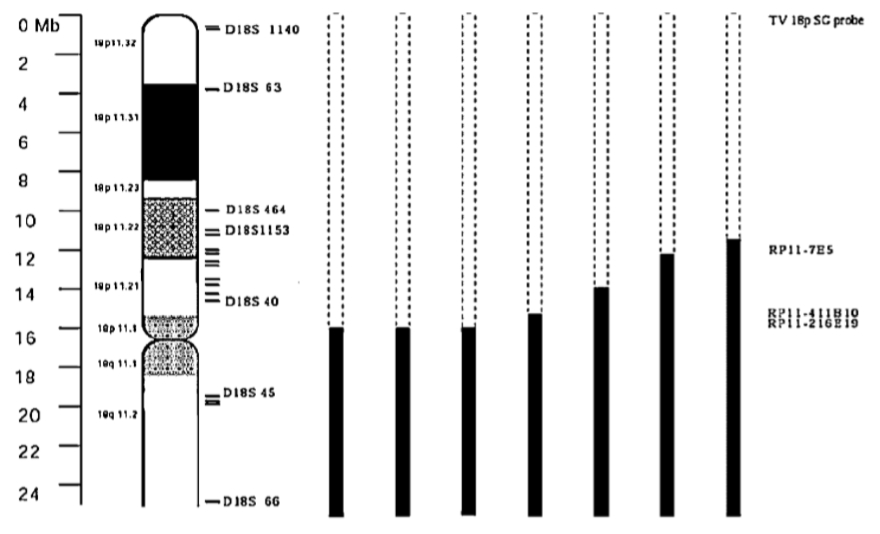 0 Mb
2
4
6
8
10
12
14
16
18
20
22
24
18p11.32
18p 11.31
18p 11.23
18p 11.22
18p 11.21
18p 11.1
18q 11.1
18q 11.2
D18S 1140
D18S 63
D18S 464
D18S1153
D18S 40
D18S 45
D18S 66
TV 18p SG probe
RP11-7E5
RP11-411B10
RP11-216E19